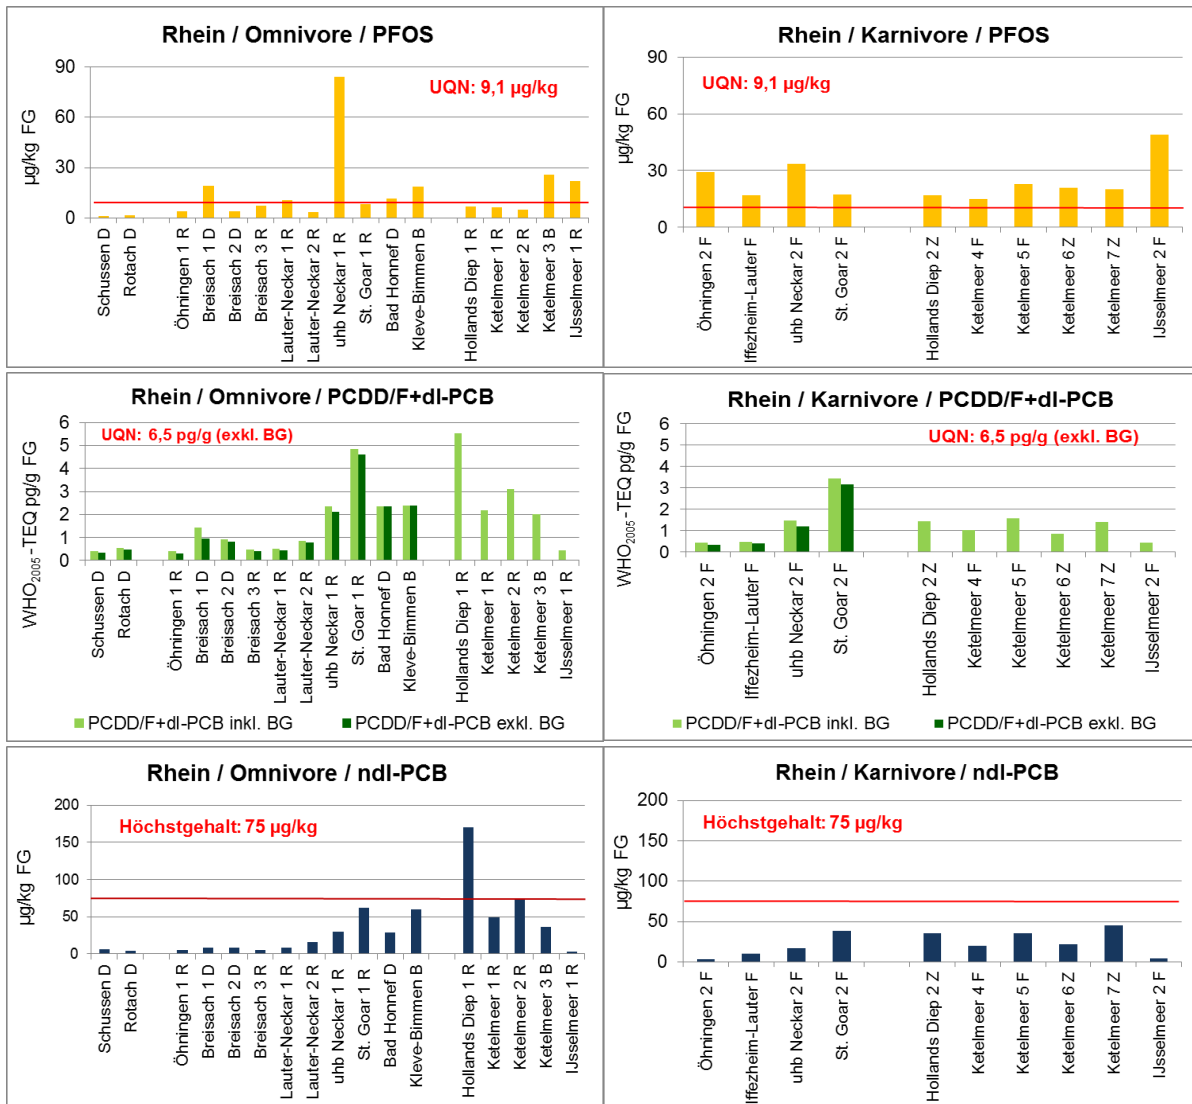 Rhein / Omnivore / PFOS
UQN: 9,1 µg/kg
µg/kg FG
90
60
30
0
Schussen D
Rotach D
Öhningen 1 R
Breisach 1 D
Breisach 2 D
Breisach 3 R
Lauter-Neckar 1 R
Lauter-Neckar 2 R
uhb Neckar 1 R
St. Goar 1 R
Bad Honnef D
Kleve-Bimmen B
Hollands Diep 1 R
Ketelmeer 1 R
Ketelmeer 2 R
Ketelmeer 3 B
IJsselmeer 1 R
Rhein / Karnivore / PFOS
UQN: 9,1 µg/kg
µg/kg FG
90
60
30
0
Öhningen 2 F
Iffezheim-Lauter F
uhb Neckar 2 F
St. Goar 2 F
Hollands Diep 2 Z
Ketelmeer 4 F
Ketelmeer 5 F
Ketelmeer 6 Z
Ketelmeer 7 Z
IJsselmeer 2 F
Rhein / Omnivore / PCDD/F+dl-PCB
UQN: 6,5 pg/g (exkl. BG)
WHO2005-TEQ pg/g FG
6
5
4
3
2
1
0
Schussen D
Rotach D
Öhningen 1 R
Breisach 1 D
Breisach 2 D
Breisach 3 R
Lauter-Neckar 1 R
Lauter-Neckar 2 R
uhb Neckar 1 R
St. Goar 1 R
Bad Honnef D
Kleve-Bimmen B
Hollands Diep 1 R
Ketelmeer 1 R
Ketelmeer 2 R
Ketelmeer 3 B
IJsselmeer 1 R
PCDD/F+dl-PCB inkl. BG
PCDD/F+dl-PCB exkl. BG
Rhein / Karnivore / PCDD/F+dl-PCB
UQN: 6,5 pg/g (exkl. BG)
WHO2005-TEQ pg/g FG
6
5
4
3
2
1
0
Öhningen 2 F
Iffezheim-Lauter F
uhb Neckar 2 F
St. Goar 2 F
Hollands Diep 2 Z
Ketelmeer 4 F
Ketelmeer 5 F
Ketelmeer 6 Z
Ketelmeer 7 Z
IJsselmeer 2 F
PCDD/F+dl-PCB inkl. BG
PCDD/F+dl-PCB exkl. BG
Rhein / Omnivore / ndl-PCB
Höchstgehalt: 75 µg/kg
µg/kg FG
200
150
100
50
0
Schussen D
Rotach D
Öhningen 1 R
Breisach 1 D
Breisach 2 D
Breisach 3 R
Lauter-Neckar 1 R
Lauter-Neckar 2 R
uhb Neckar 1 R
St. Goar 1 R
Bad Honnef D
Kleve-Bimmen B
Hollands Diep 1 R
Ketelmeer 1 R
Ketelmeer 2 R
Ketelmeer 3 B
IJsselmeer 1 R
Rhein / Karnivore / ndl-PCB
Höchstgehalt: 75 µg/kg
µg/kg FG
200
150
100
50
0
Öhningen 2 F
Iffezheim-Lauter F
uhb Neckar 2 F
St. Goar 2 F
Hollands Diep 2 Z
Ketelmeer 4 F
Ketelmeer 5 F
Ketelmeer 6 Z
Ketelmeer 7 Z
IJsselmeer 2 F